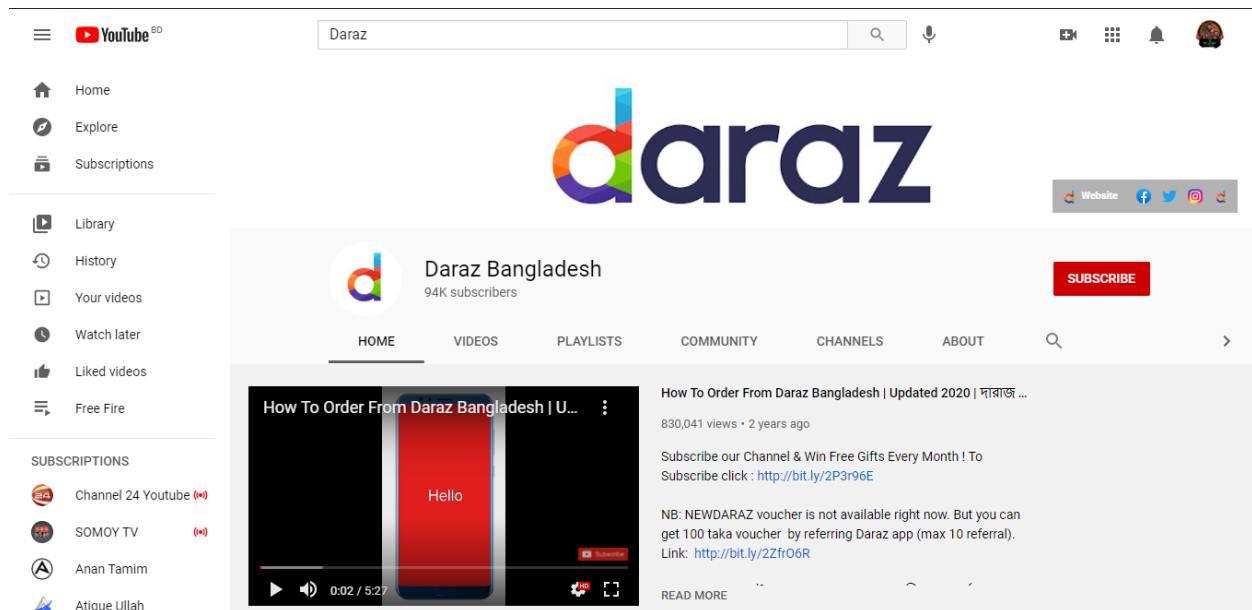 YouTube BD
Daraz
Home
Explore
Subscriptions
Library
History
Your videos
Watch later
Liked videos
Free Fire
SUBSCRIPTIONS
Channel 24 Youtube
SOMOY TV
Anan Tamim
Atique Ullah
daraz
Website
Daraz Bangladesh
94K subscribers
SUBSCRIBE
HOME VIDEOS PLAYLISTS COMMUNITY CHANNELS ABOUT
How To Order From Daraz Bangladesh | U...
Hello
Subscribe
0:02 / 5:27
HD
How To Order From Daraz Bangladesh | Updated 2020 | দারাজ ...
830,041 views • 2 years ago
Subscribe our Channel & Win Free Gifts Every Month ! To
Subscribe click : http://bit.ly/2P3r96E
NB: NEWDARAZ voucher is not available right now. But you can
get 100 taka voucher by referring Daraz app (max 10 referral).
Link: http://bit.ly/2ZfrO6R
READ MORE